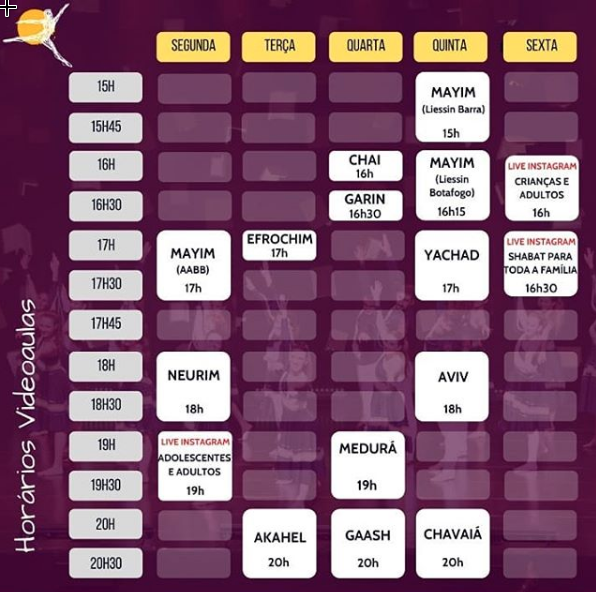 SEGUNDA
TERÇA
QUARTA
QUINTA
SEXTA
15H
MAYIM
(Liessin Barra)
15h
15H45
16H
CHAI
16h
MAYIM
(Liessin
Botafogo)
16h15
LIVE INSTAGRAM
CRIANÇAS E
ADULTOS
16h
16H30
GARIN
16h30
17H
MAYIM
(AABB)
17h
EFROCHIM
17h
YACHAD
17h
LIVE INSTAGRAM
SHABAT PARA
TODA A FAMÍLIA
16h30
17H30
17H45
18H
NEURIM
18h
AVIV
18h
18H30
19H
LIVE INSTAGRAM
ADOLESCENTES
E ADULTOS
19h
MEDURÁ
19h
19H30
20H
AKAHEL
20h
GAASH
20h
CHAVAIÁ
20h
20H30
Horários Videoaulas